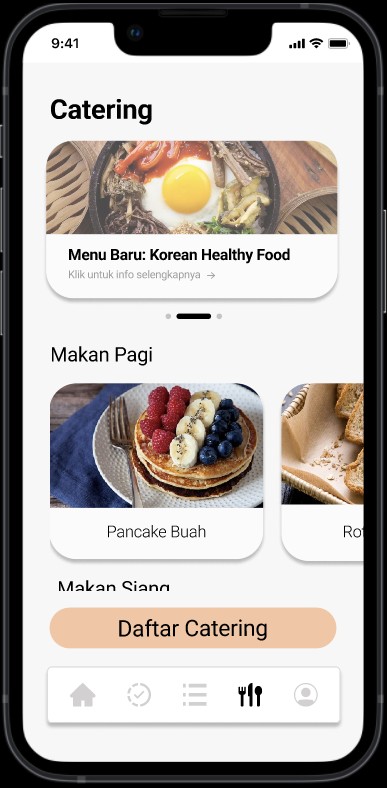 9:41
Catering
Menu Baru: Korean Healthy Food
Klik untuk info selengkapnya →
Makan Pagi
Pancake Buah
Makan Siang
Daftar Catering